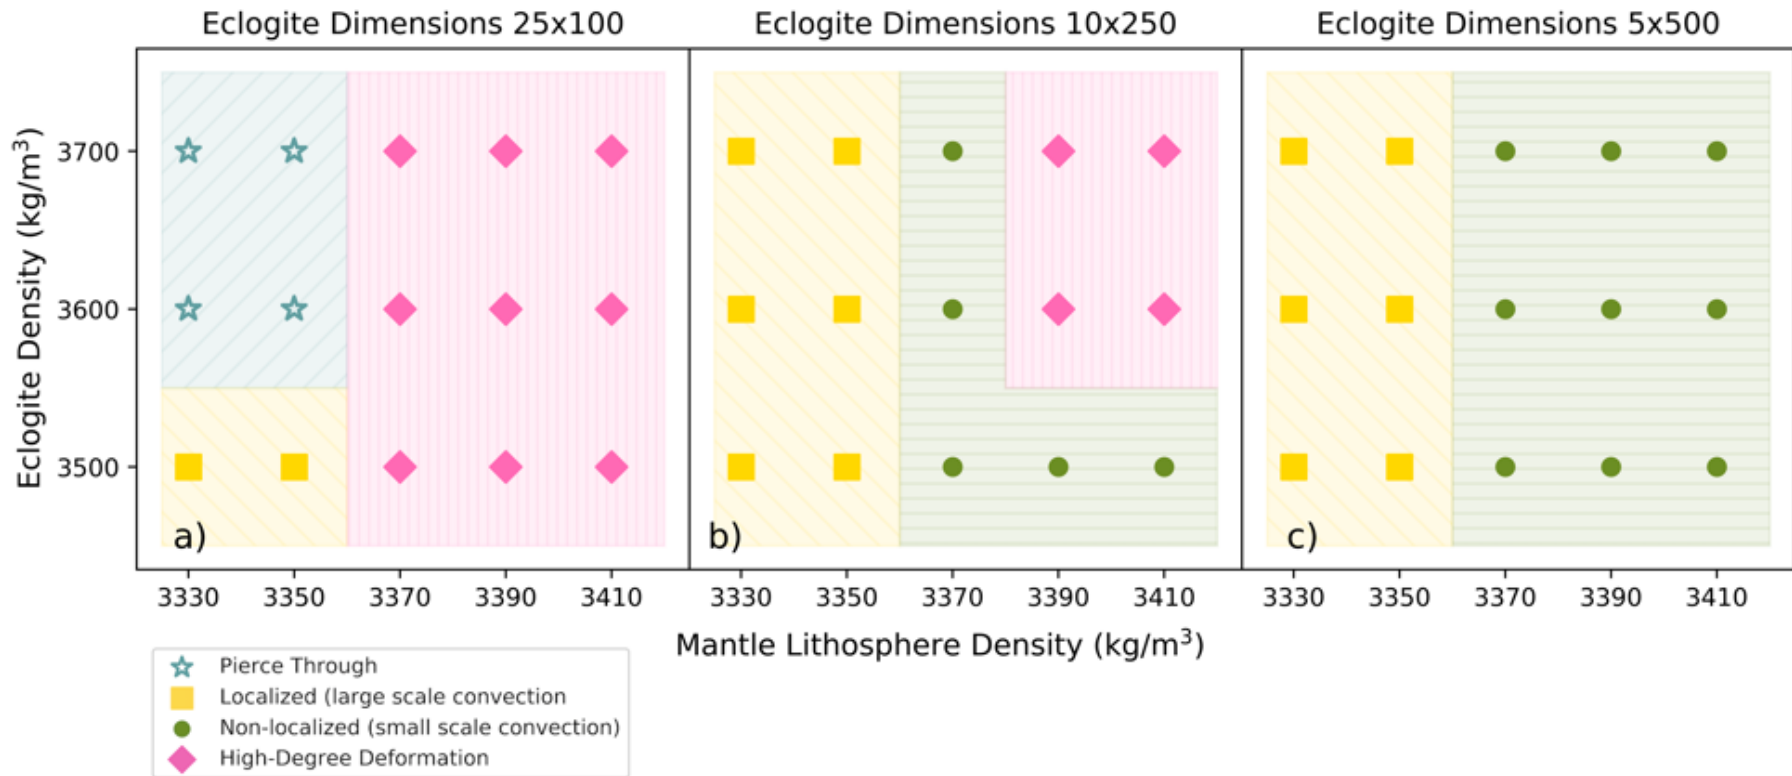 Eclogite Dimensions 25x100
Eclogite Dimensions 10x250
Eclogite Dimensions 5x500
Eclogite Density (kg/m³)
3700
3600
3500
a)
b)
c)
3330 3350 3370 3390 3410
3330 3350 3370 3390 3410
3330 3350 3370 3390 3410
Mantle Lithosphere Density (kg/m³)
Pierce Through
Localized (large scale convection
Non-localized (small scale convection)
High-Degree Deformation